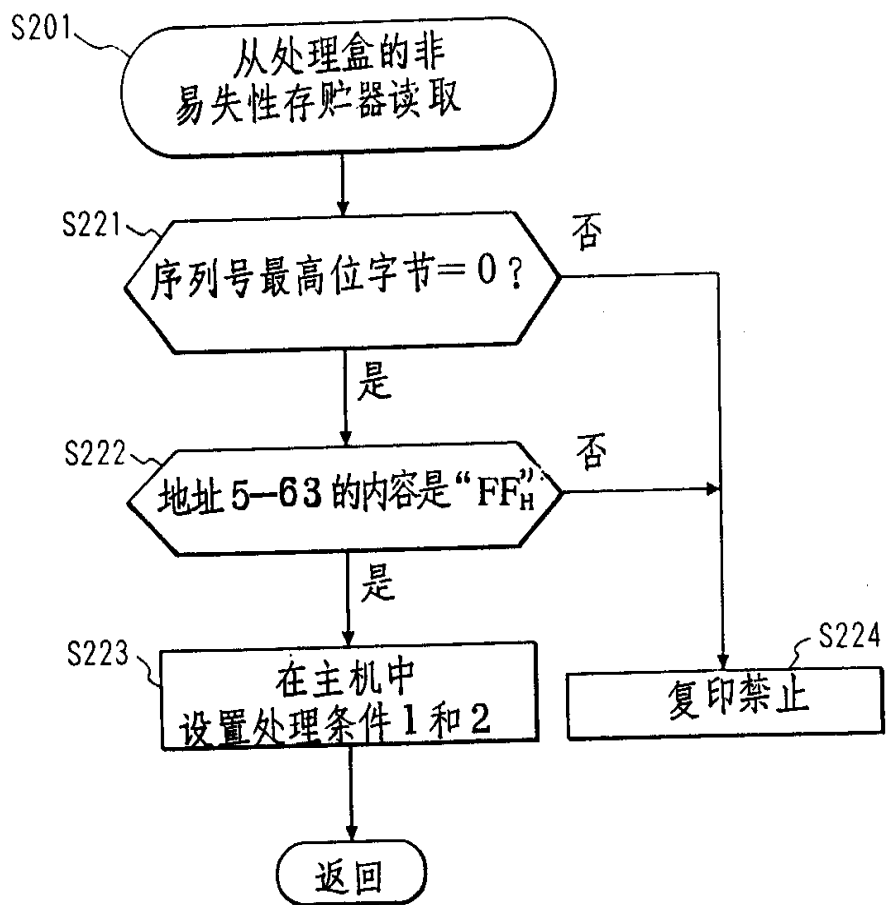 S201
从处理盒的非
易失性存贮器读取
S221
序列号最高位字节=0?
否
是
S222
地址5—63的内容是“FFH”
否
是
S223
在主机中
设置处理条件1和2
S224
复印禁止
返回